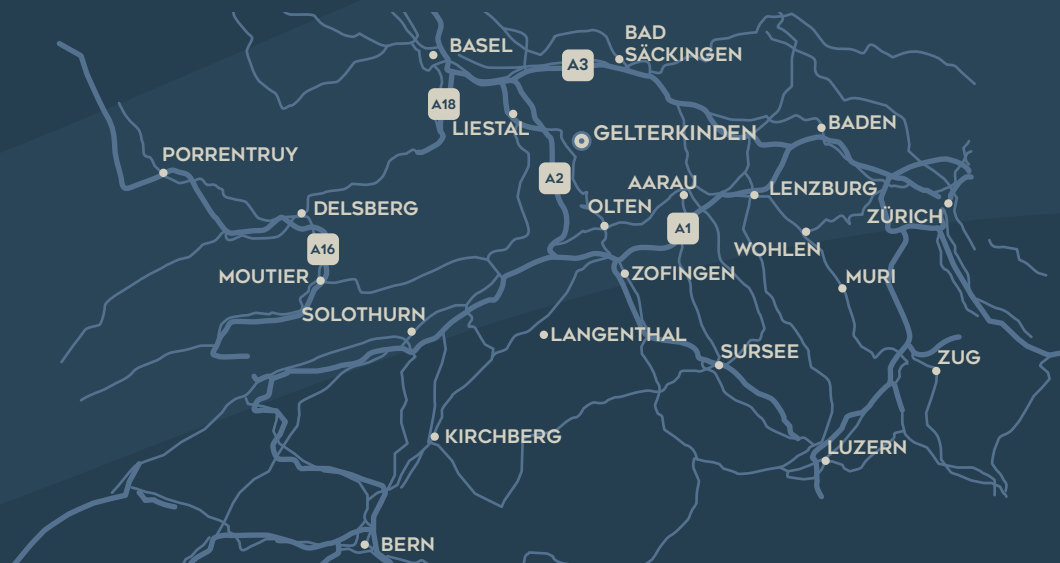 BAD
SÄCKINGEN
BASEL
A3
A18
LIESTAL
GELTERKINDEN
BADEN
PORRENTRUY
A2
AARAU
LENZBURG
OLTEN
DELSBERG
ZÜRICH
A1
A16
WOHLEN
MOUTIER
ZOFINGEN
MURI
SOLOTHURN
LANGENTHAL
SURSEE
ZUG
KIRCHBERG
LUZERN
BERN